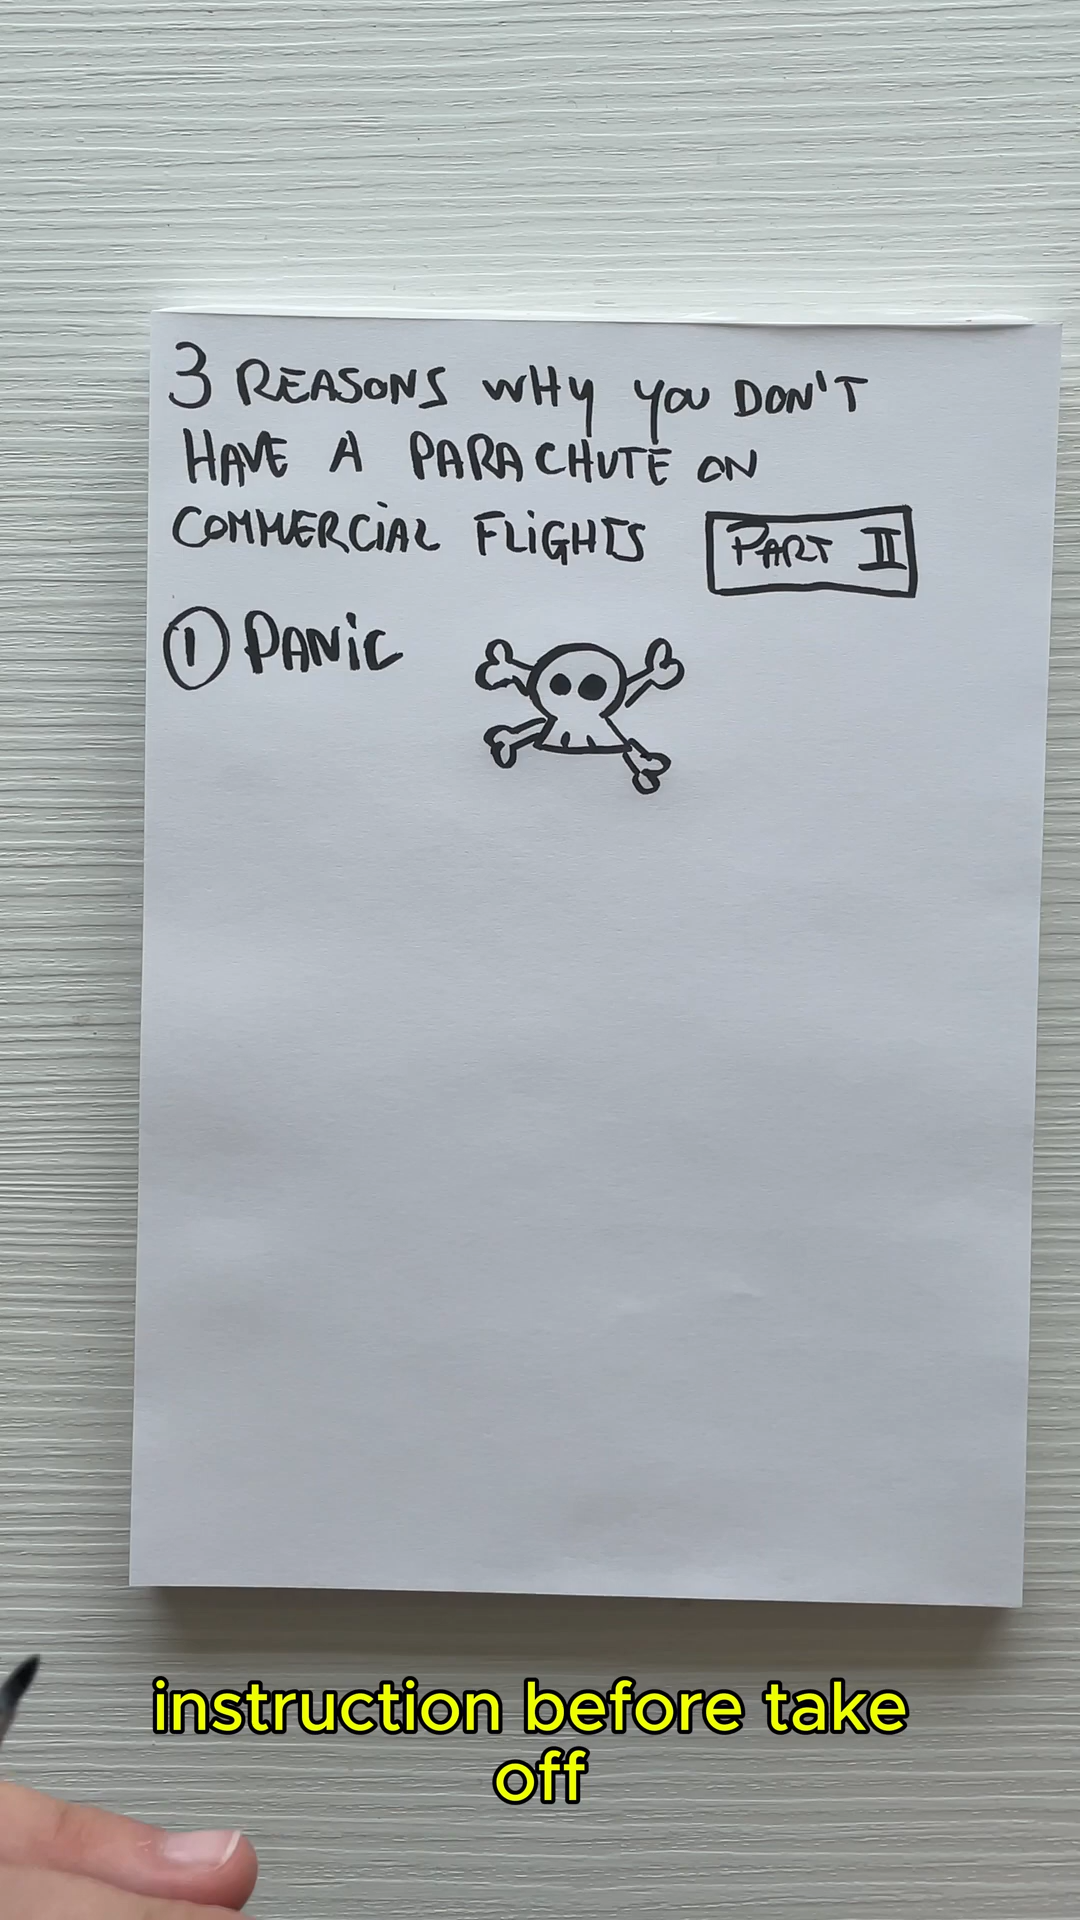 3 REASONS WHY YOU DON'T
HAVE A PARACHUTE ON
COMMERCIAL FLIGHTS PART II
1 PANIC
instruction before take
off